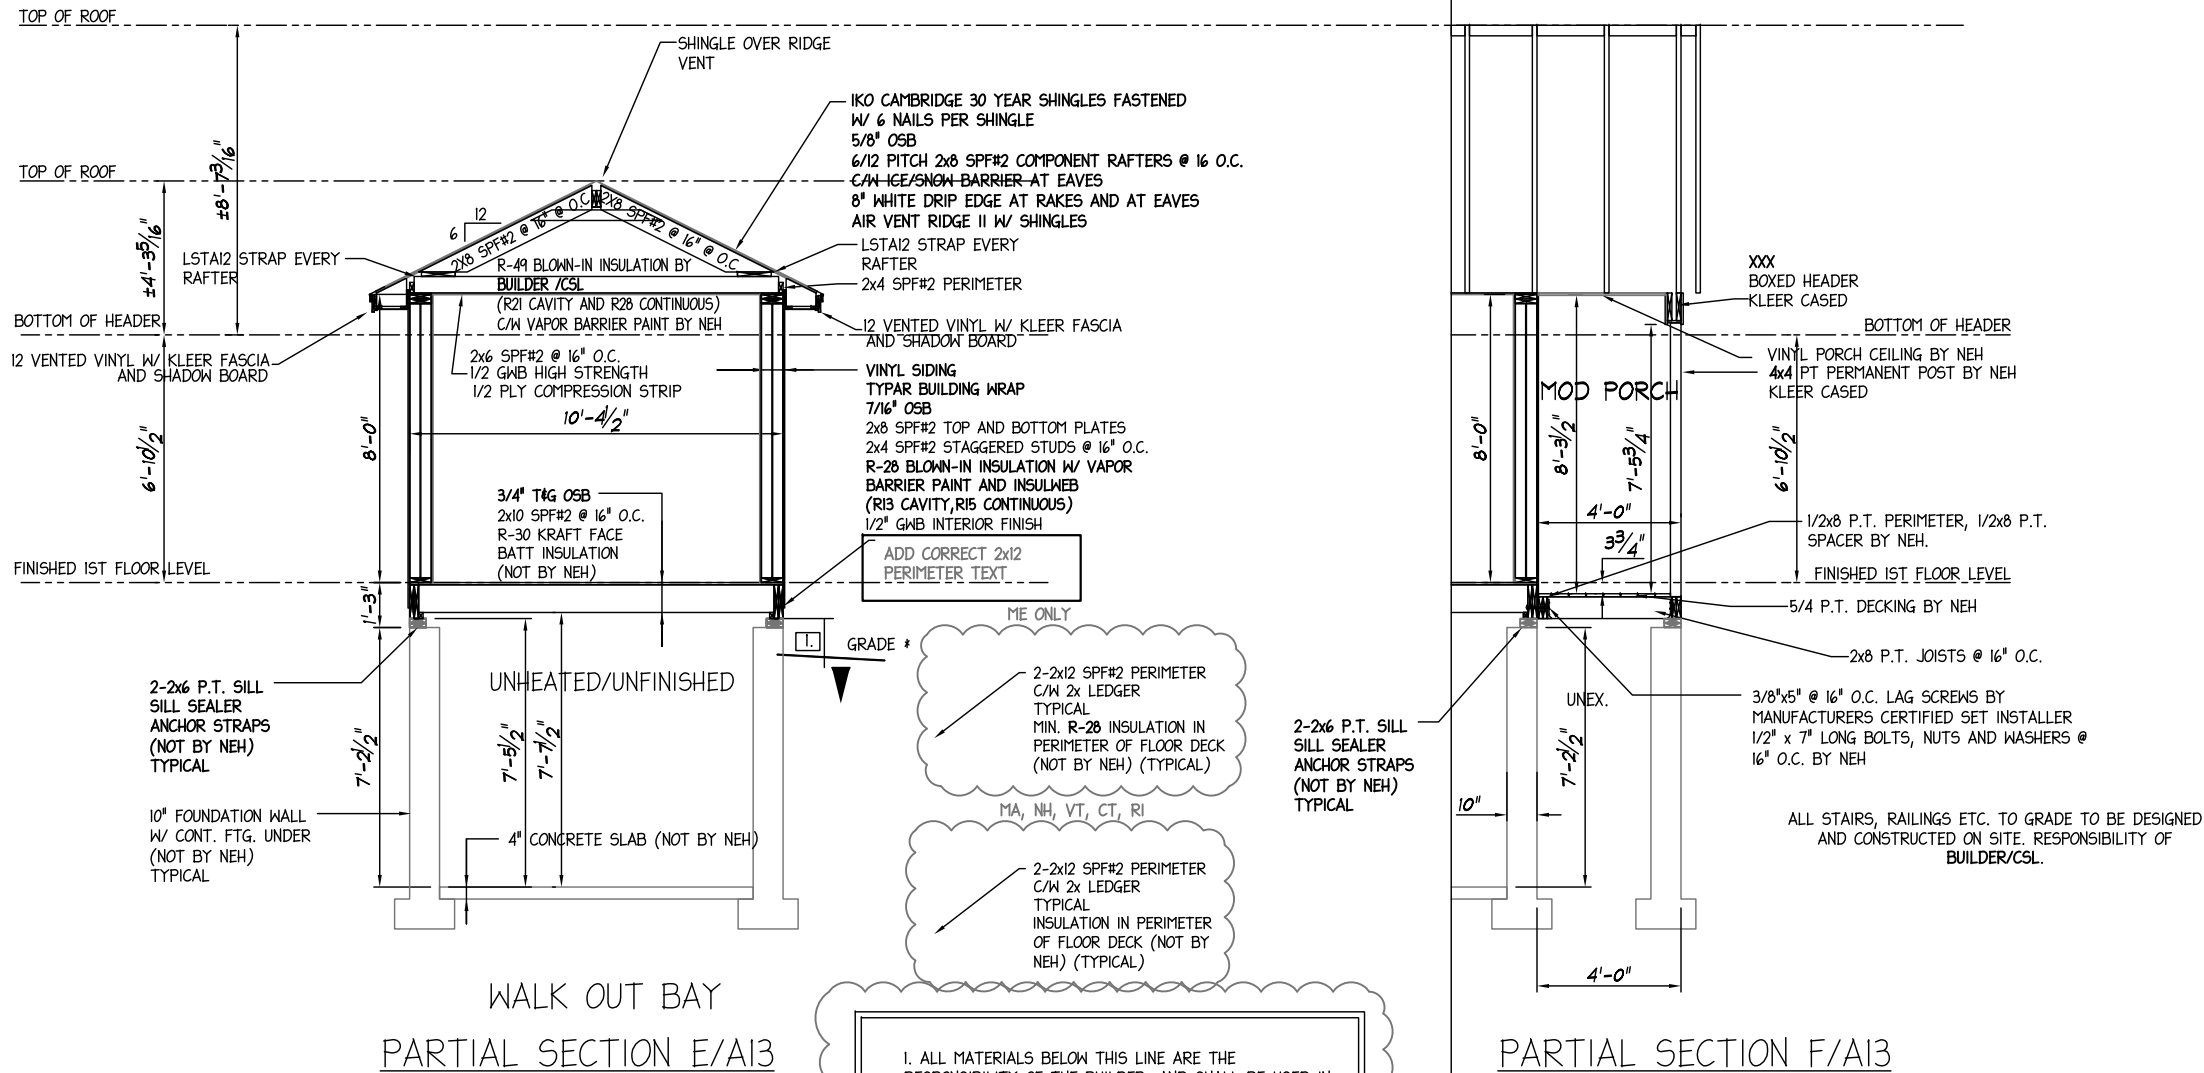 TOP OF ROOF
SHINGLE OVER RIDGE
VENT
IKO CAMBRIDGE 30 YEAR SHINGLES FASTENED
W/ 6 NAILS PER SHINGLE
5/8" OSB
6/12 PITCH 2x8 SPF#2 COMPONENT RAFTERS @ 16 O.C.
C/W ICE/SNOW BARRIER AT EAVES
8" WHITE DRIP EDGE AT RAKES AND AT EAVES
AIR VENT RIDGE II W/ SHINGLES
±8'-7 3/16"
TOP OF ROOF
±4'-3 5/16"
12
6
2X8 SPF#2 @ 16" @ O.C
2X8 SPF#2 @ 16" @ O.C
LSTA12 STRAP EVERY
RAFTER
LSTA12 STRAP EVERY
RAFTER
2x4 SPF#2 PERIMETER
R-49 BLOWN-IN INSULATION BY
BUILDER /CSL
(R21 CAVITY AND R28 CONTINUOUS)
C/W VAPOR BARRIER PAINT BY NEH
BOTTOM OF HEADER
12 VENTED VINYL W/ KLEER FASCIA
AND SHADOW BOARD
12 VENTED VINYL W/ KLEER FASCIA
AND SHADOW BOARD
2x6 SPF#2 @ 16" O.C.
1/2 GWB HIGH STRENGTH
1/2 PLY COMPRESSION STRIP
10'-4 1/2"
VINYL SIDING
TYPAR BUILDING WRAP
7/16" OSB
2x8 SPF#2 TOP AND BOTTOM PLATES
2x4 SPF#2 STAGGERED STUDS @ 16" O.C.
R-28 BLOWN-IN INSULATION W/ VAPOR
BARRIER PAINT AND INSULWEB
(R13 CAVITY,R15 CONTINUOUS)
1/2" GWB INTERIOR FINISH
8'-0"
6'-10 1/2"
3/4" T&G OSB
2x10 SPF#2 @ 16" O.C.
R-30 KRAFT FACE
BATT INSULATION
(NOT BY NEH)
ADD CORRECT 2x12
PERIMETER TEXT
FINISHED 1ST FLOOR LEVEL
1'-3"
1.
GRADE *
UNHEATED/UNFINISHED
2-2x6 P.T. SILL
SILL SEALER
ANCHOR STRAPS
(NOT BY NEH)
TYPICAL
7'-2 1/2"
7'-5 1/2"
7'-7 1/2"
10" FOUNDATION WALL
W/ CONT. FTG. UNDER
(NOT BY NEH)
TYPICAL
4" CONCRETE SLAB (NOT BY NEH)
WALK OUT BAY
PARTIAL SECTION E/A13
ME ONLY
2-2x12 SPF#2 PERIMETER
C/W 2x LEDGER
TYPICAL
MIN. R-28 INSULATION IN
PERIMETER OF FLOOR DECK
(NOT BY NEH) (TYPICAL)
MA, NH, VT, CT, RI
2-2x12 SPF#2 PERIMETER
C/W 2x LEDGER
TYPICAL
INSULATION IN PERIMETER
OF FLOOR DECK (NOT BY
NEH) (TYPICAL)
1. ALL MATERIALS BELOW THIS LINE ARE THE
RESPONSIBILITY OF THE BUILDER, AND SHALL BE USED IN
XXX
BOXED HEADER
KLEER CASED
BOTTOM OF HEADER
VINYL PORCH CEILING BY NEH
4x4 PT PERMANENT POST BY NEH
KLEER CASED
MOD PORCH
8'-0"
8'-3 1/2"
7'-5 3/4"
6'-10 1/2"
4'-0"
3 3/4"
1/2x8 P.T. PERIMETER, 1/2x8 P.T.
SPACER BY NEH.
FINISHED 1ST FLOOR LEVEL
5/4 P.T. DECKING BY NEH
2x8 P.T. JOISTS @ 16" O.C.
UNEX.
3/8"x5" @ 16" O.C. LAG SCREWS BY
MANUFACTURERS CERTIFIED SET INSTALLER
1/2" x 7" LONG BOLTS, NUTS AND WASHERS @
16" O.C. BY NEH
2-2x6 P.T. SILL
SILL SEALER
ANCHOR STRAPS
(NOT BY NEH)
TYPICAL
7'-2 1/2"
10"
ALL STAIRS, RAILINGS ETC. TO GRADE TO BE DESIGNED
AND CONSTRUCTED ON SITE. RESPONSIBILITY OF
BUILDER/CSL.
4'-0"
PARTIAL SECTION F/A13